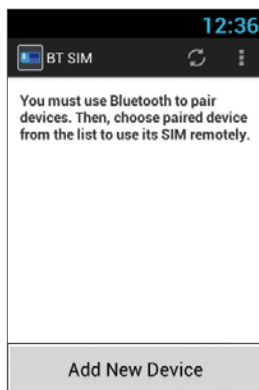 12:36
BT SIM
You must use Bluetooth to pair
devices. Then, choose paired device
from the list to use its SIM remotely.
Add New Device